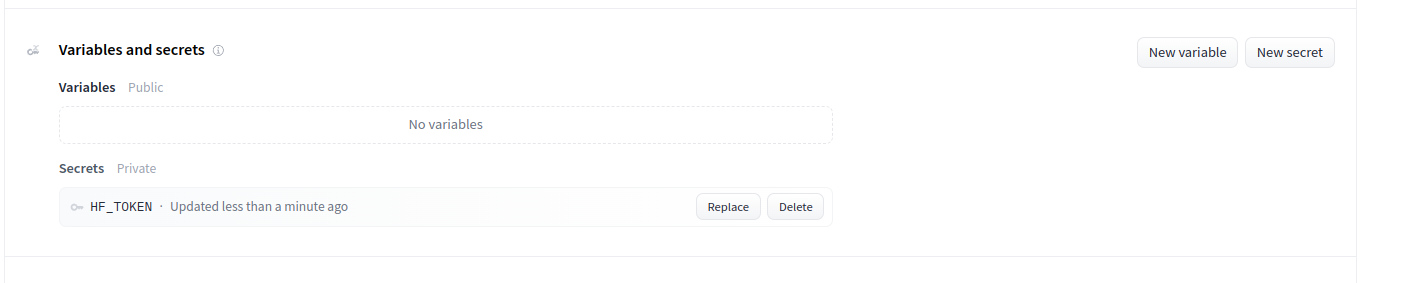 Variables and secrets
New variable
New secret
Variables Public
No variables
Secrets Private
HF_TOKEN · Updated less than a minute ago
Replace
Delete